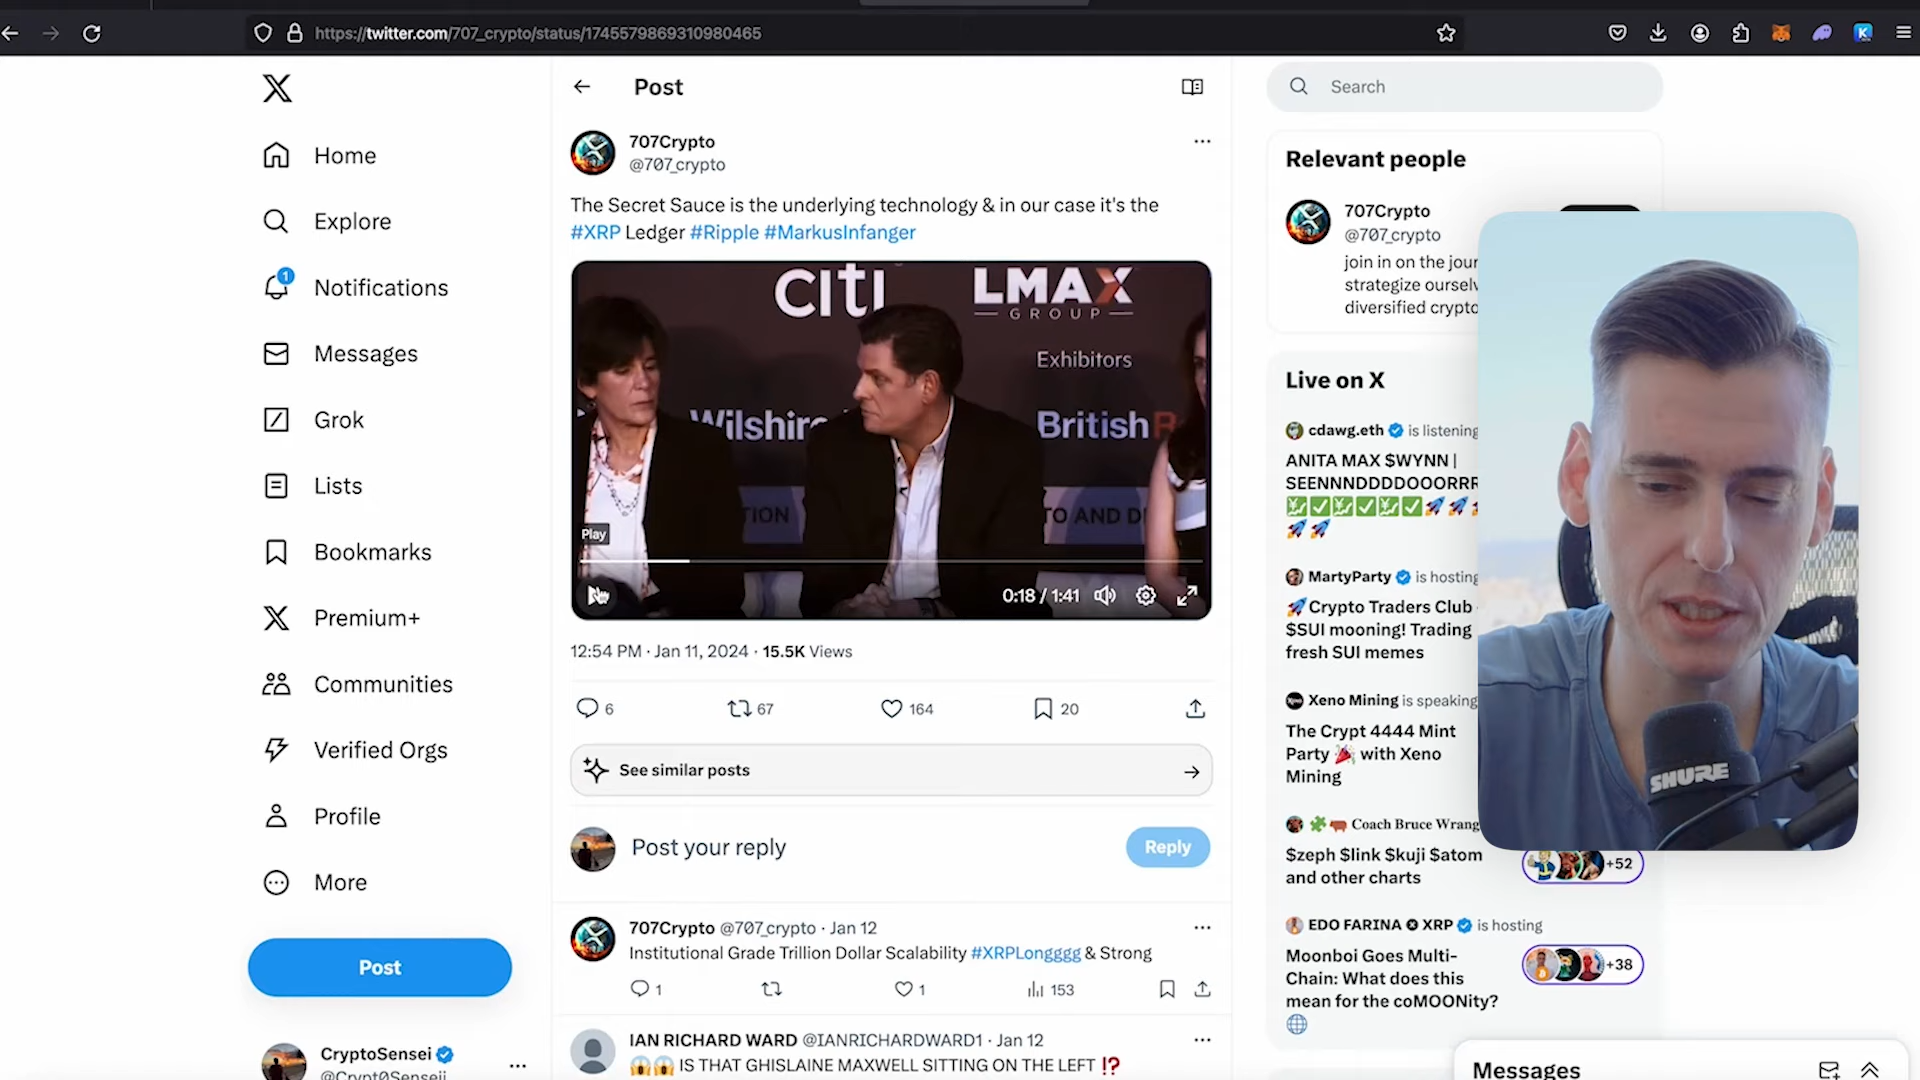 https://twitter.com/707_crypto/status/1745579869310980465
Home
Explore
1
Notifications
Messages
Grok
Lists
Bookmarks
Premium+
Communities
Verified Orgs
Profile
More
Post
CryptoSensei
@Crypt0Senseii
Post
707Crypto
@707_crypto
The Secret Sauce is the underlying technology & in our case it's the
#XRP Ledger #Ripple #MarkusInfanger
citi
LMAX
GROUP
Exhibitors
Wilshire
British
TION
TO AND D
Play
0:18 / 1:41
12:54 PM · Jan 11, 2024 · 15.5K Views
6
67
164
20
See similar posts
Post your reply
Reply
707Crypto @707_crypto · Jan 12
Institutional Grade Trillion Dollar Scalability #XRPLongggg & Strong
1
1
153
IAN RICHARD WARD @IANRICHARDWARD1 · Jan 12
😱😱 IS THAT GHISLAINE MAXWELL SITTING ON THE LEFT ⁉️
Search
Relevant people
707Crypto
@707_crypto
join in on the jour
strategize ourselv
diversified crypto
Live on X
cdawg.eth is listening
ANITA MAX $WYNN |
SEENNNDDDDOOORRR
MartyParty is hosting
🚀Crypto Traders Club
$SUI mooning! Trading
fresh SUI memes
Xeno Mining is speaking
The Crypt 4444 Mint
Party 🎉 with Xeno
Mining
Coach Bruce Wrang
$zeph $link $kuji $atom
and other charts
+52
EDO FARINA XRP is hosting
Moonboi Goes Multi-
Chain: What does this
mean for the coMOONity?
🌐
+38
SHURE
Messages